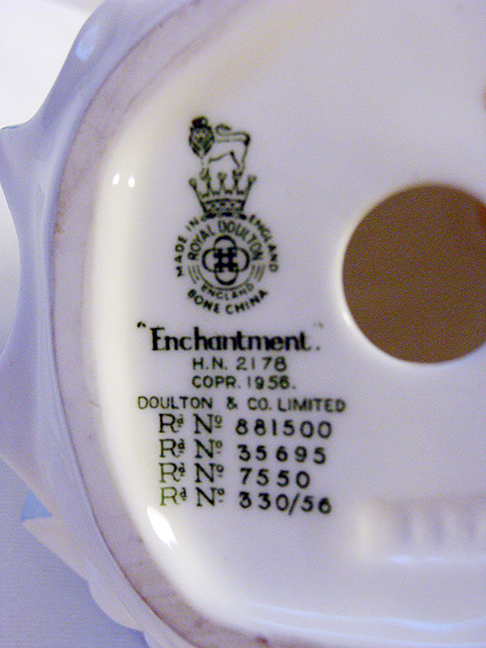 MADE IN ENGLAND
ROYAL DOULTON
ENGLAND
BONE CHINA
"Enchantment."
H.N. 2178
COPR. 1956.
DOULTON & CO. LIMITED
Rd No 881500
Rd No 35695
Rd No 7550
Rd No 330/56